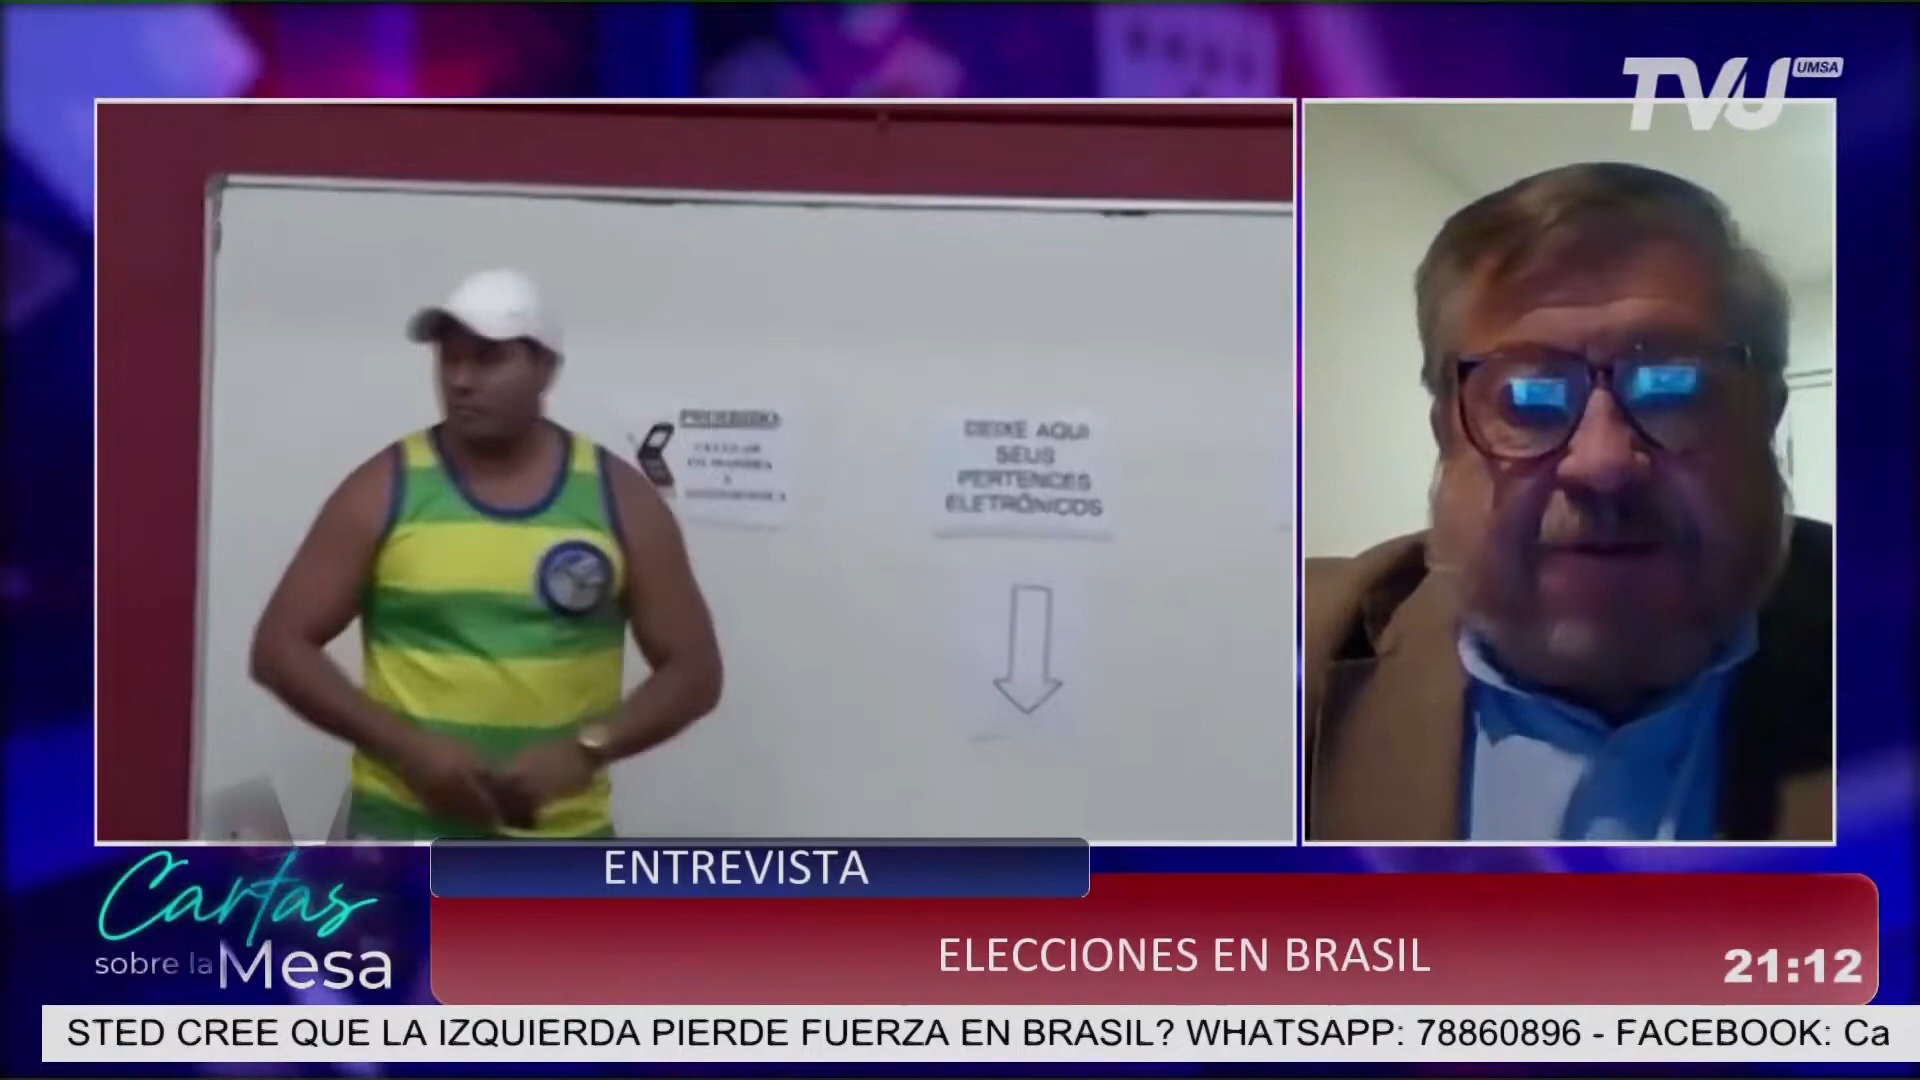 TVU UMSA
DEIXE AQUI
SEUS
PERTENCES
ELETRÔNICOS
ENTREVISTA
Cartas
sobre la Mesa
ELECCIONES EN BRASIL
21:12
STED CREE QUE LA IZQUIERDA PIERDE FUERZA EN BRASIL? WHATSAPP: 78860896 - FACEBOOK: Ca